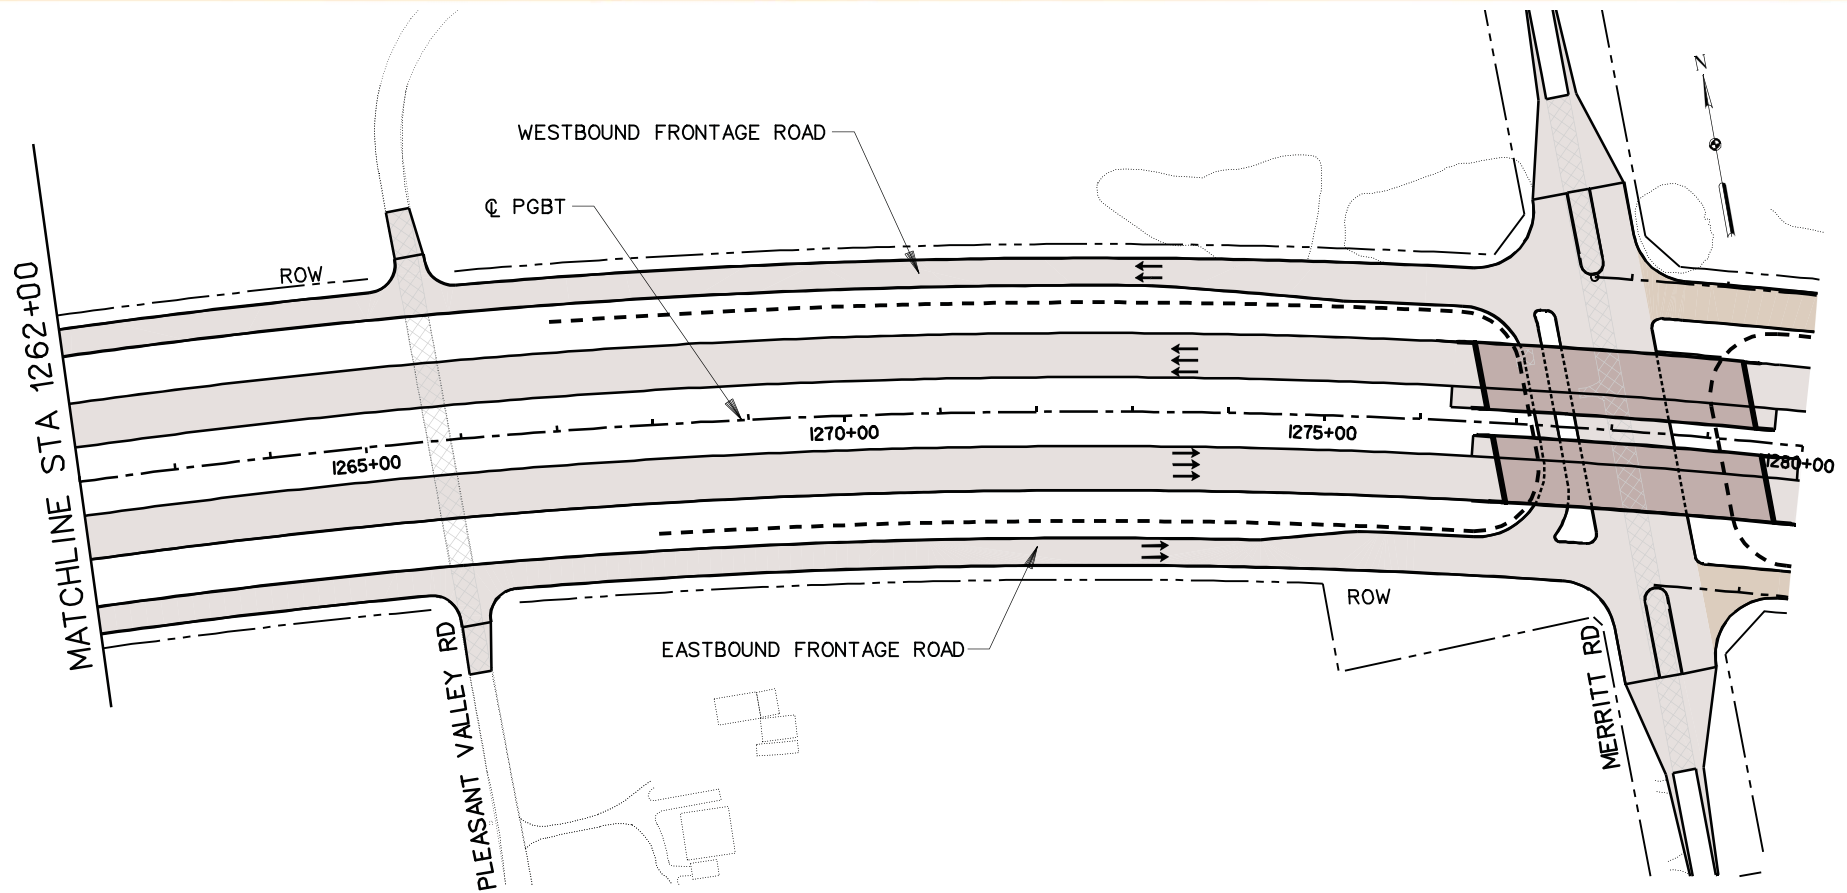 N
WESTBOUND FRONTAGE ROAD
℄ PGBT
ROW
MATCHLINE STA 1262+00
1265+00
1270+00
1275+00
1280+00
ROW
EASTBOUND FRONTAGE ROAD
PLEASANT VALLEY RD
MERRITT RD